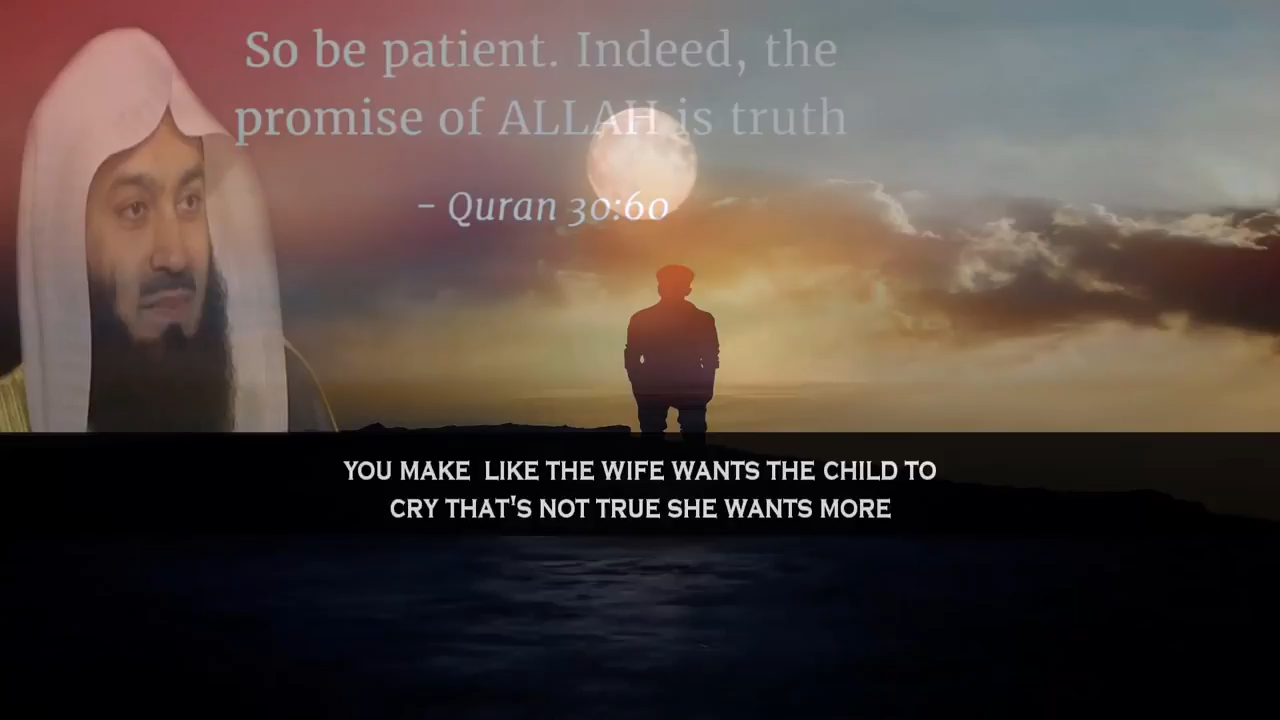 So be patient. Indeed, the
promise of ALLAH is truth
– Quran 30:60
YOU MAKE LIKE THE WIFE WANTS THE CHILD TO
CRY THAT'S NOT TRUE SHE WANTS MORE